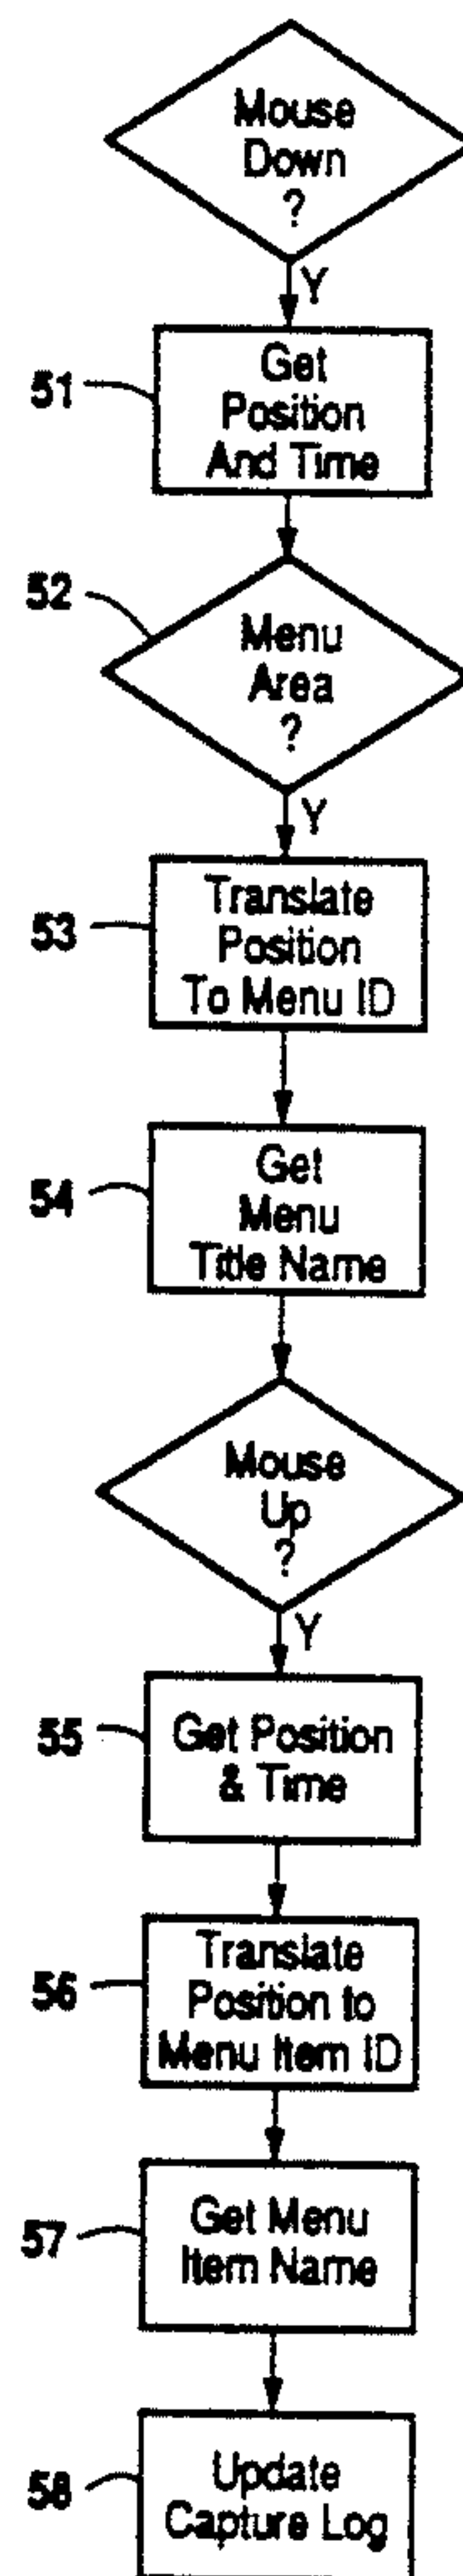 Mouse
Down
?
Y
51
Get
Position
And Time
52
Menu
Area
?
Y
53
Translate
Position
To Menu ID
54
Get
Menu
Title Name
Mouse
Up
?
Y
55
Get Position
& Time
56
Translate
Position to
Menu Item ID
57
Get Menu
Item Name
58
Update
Capture Log